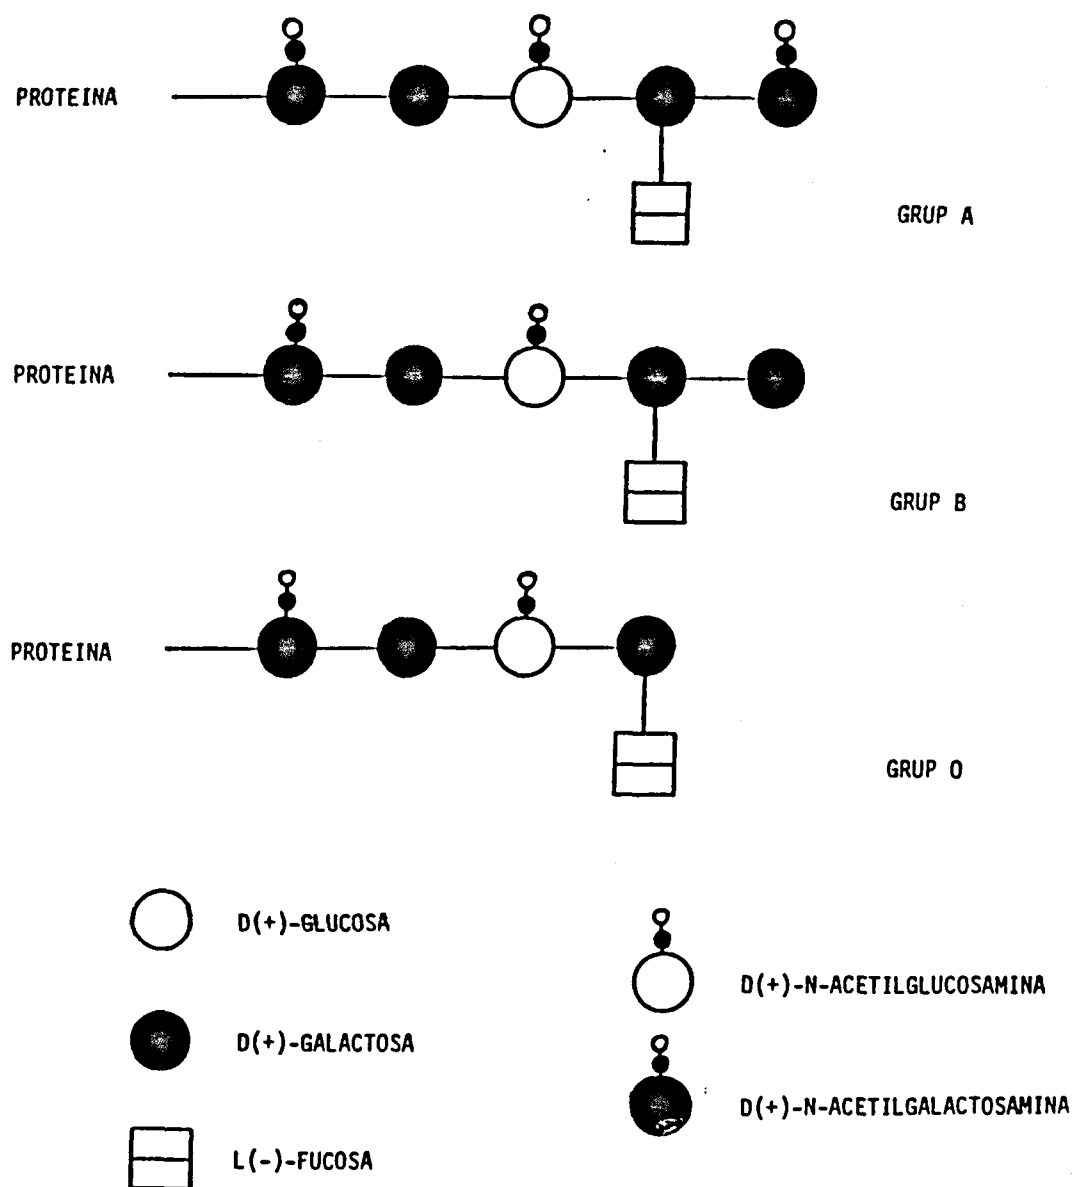 PROTEINA
GRUP A
PROTEINA
GRUP B
PROTEINA
GRUP O
D(+)-GLUCOSA
D(+)-N-ACETILGLUCOSAMINA
D(+)-GALACTOSA
D(+)-N-ACETILGALACTOSAMINA
L(-)-FUCOSA